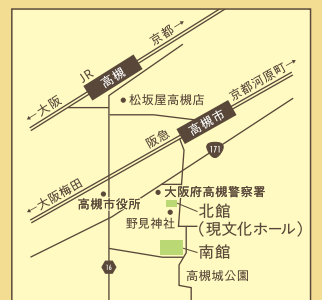 京都→
JR
高槻
←大阪
松坂屋高槻店
京都河原町→
高槻市
阪急
171
←大阪梅田
大阪府高槻警察署
高槻市役所
北館
(現文化ホール)
野見神社
南館
16
高槻城公園